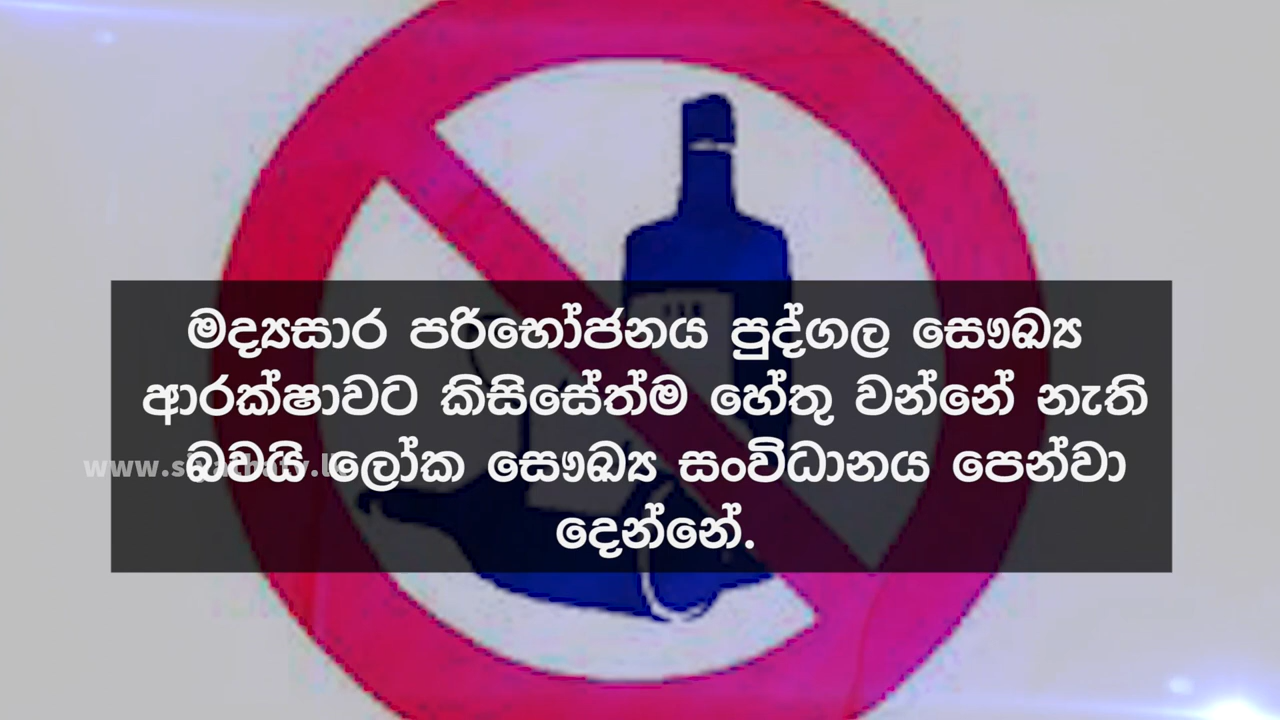 මද්‍යසාර පරිභෝජනය පුද්ගල සෞඛ්‍ය
ආරක්ෂාවට කිසිසේත්ම හේතු වන්නේ නැති
බවයි ලෝක සෞඛ්‍ය සංවිධානය පෙන්වා
දෙන්නේ.